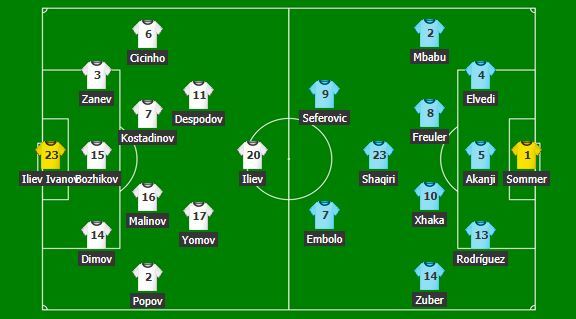 6
Cicinho
3
Zanev
7
Kostadinov
11
Despodov
23
Iliev Ivanov
15
Bozhikov
20
Iliev
16
Malinov
17
Yomov
14
Dimov
2
Popov
2
Mbabu
4
Elvedi
9
Seferovic
8
Freuler
23
Shaqiri
5
Akanji
1
Sommer
10
Xhaka
7
Embolo
13
Rodríguez
14
Zuber